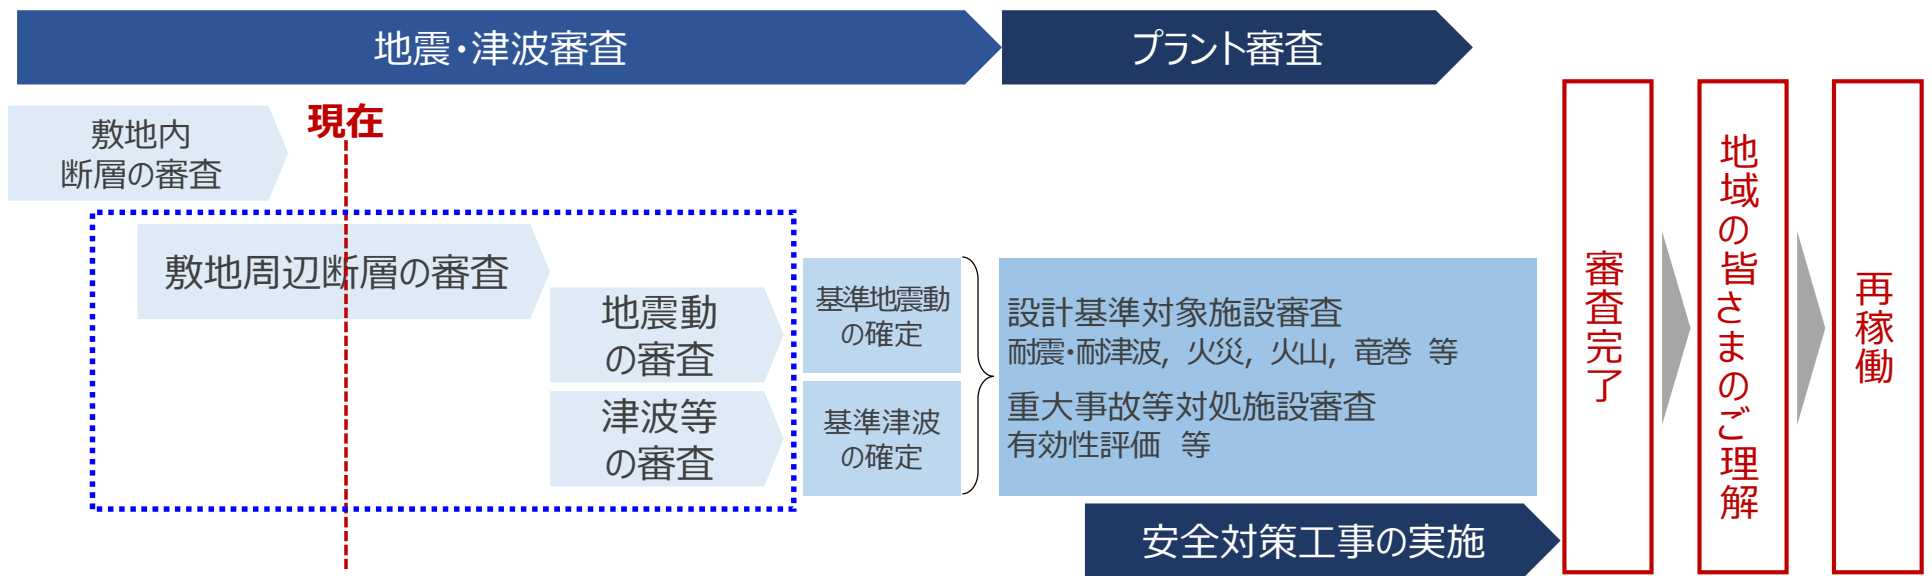 地震・津波審査
プラント審査
敷地内
断層の審査
現在
敷地周辺断層の審査
地震動
の審査
津波等
の審査
基準地震動
の確定
基準津波
の確定
設計基準対象施設審査
耐震・耐津波, 火災, 火山, 竜巻 等
重大事故等対処施設審査
有効性評価 等
安全対策工事の実施
審査完了
地域の皆さまのご理解
再稼働